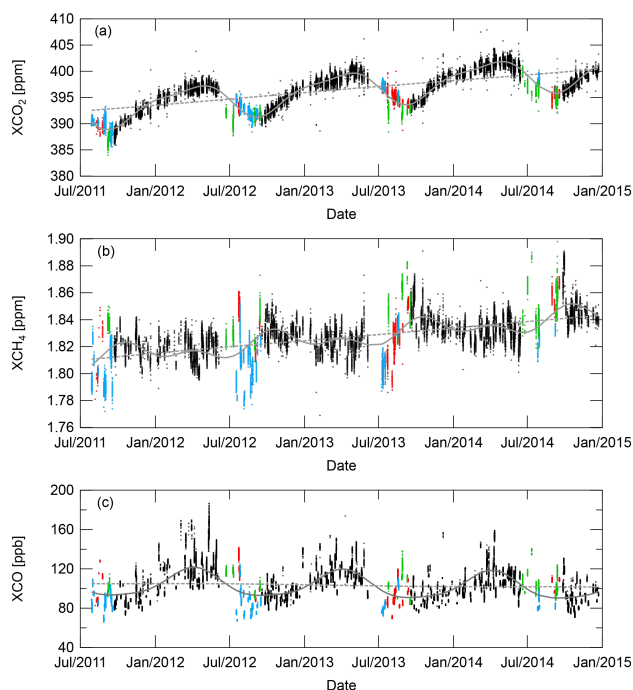 (a)
XCO₂ [ppm]
410
405
400
395
390
385
380
Jul/2011 Jan/2012 Jul/2012 Jan/2013 Jul/2013 Jan/2014 Jul/2014 Jan/2015
Date
(b)
XCH₄ [ppm]
1.90
1.88
1.86
1.84
1.82
1.80
1.78
1.76
Jul/2011 Jan/2012 Jul/2012 Jan/2013 Jul/2013 Jan/2014 Jul/2014 Jan/2015
Date
(c)
XCO [ppb]
200
160
120
80
40
Jul/2011 Jan/2012 Jul/2012 Jan/2013 Jul/2013 Jan/2014 Jul/2014 Jan/2015
Date